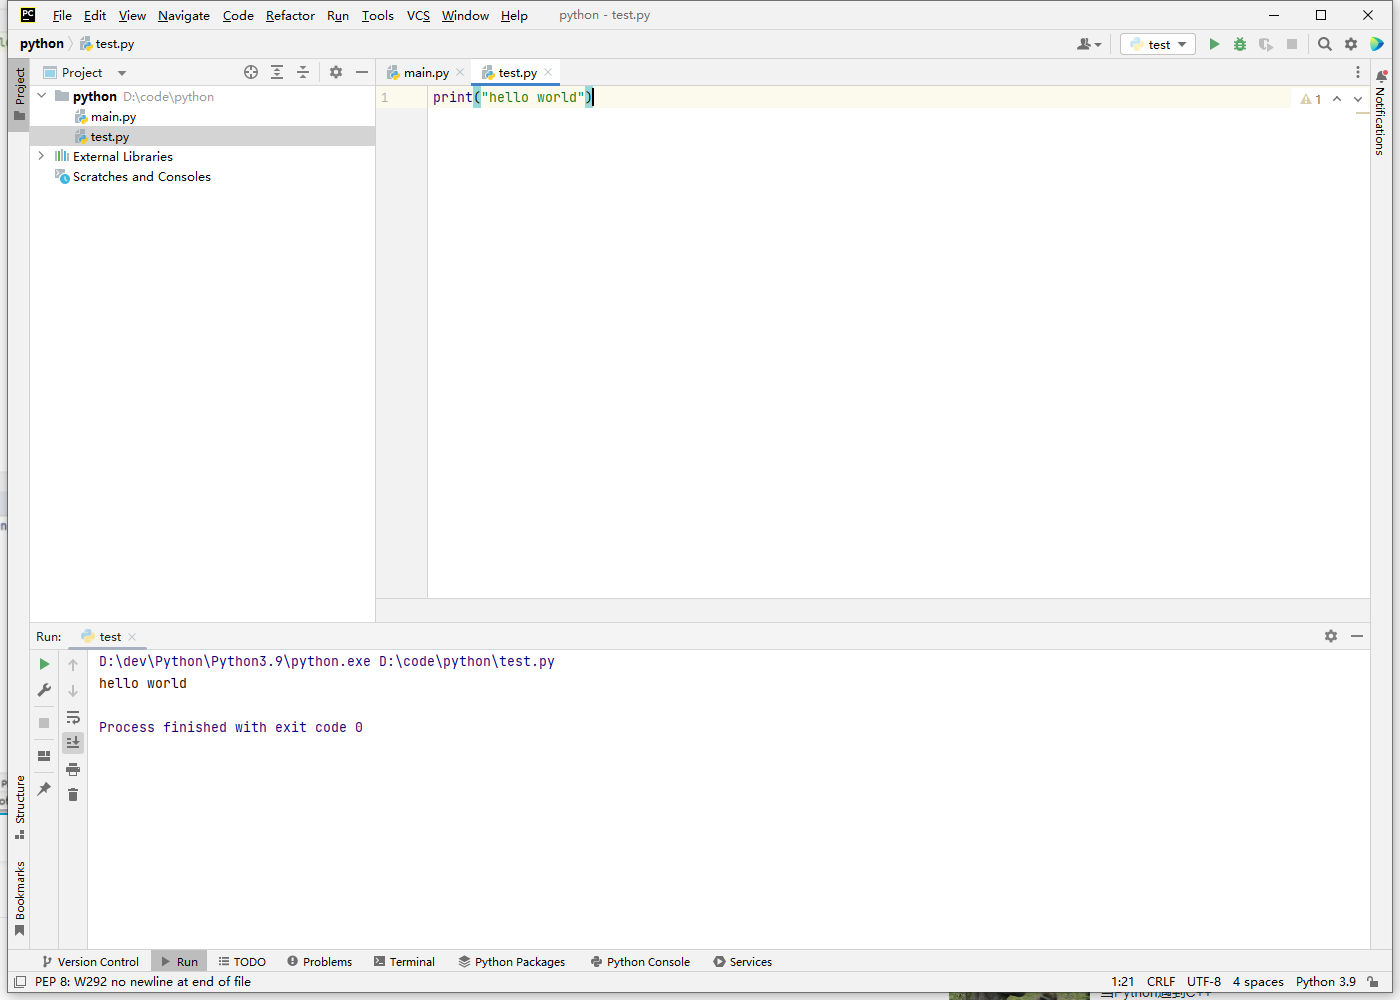 PC File Edit View Navigate Code Refactor Run Tools VCS Window Help python - test.py
python test.py test
Project
Project
main.py
test.py
python D:\code\python
main.py
test.py
External Libraries
Scratches and Consoles
1 print("hello world")
1
Notifications
Run: test
D:\dev\Python\Python3.9\python.exe D:\code\python\test.py
hello world
Process finished with exit code 0
Structure
Bookmarks
Version Control Run TODO Problems Terminal Python Packages Python Console Services
PEP 8: W292 no newline at end of file 1:21 CRLF UTF-8 4 spaces Python 3.9